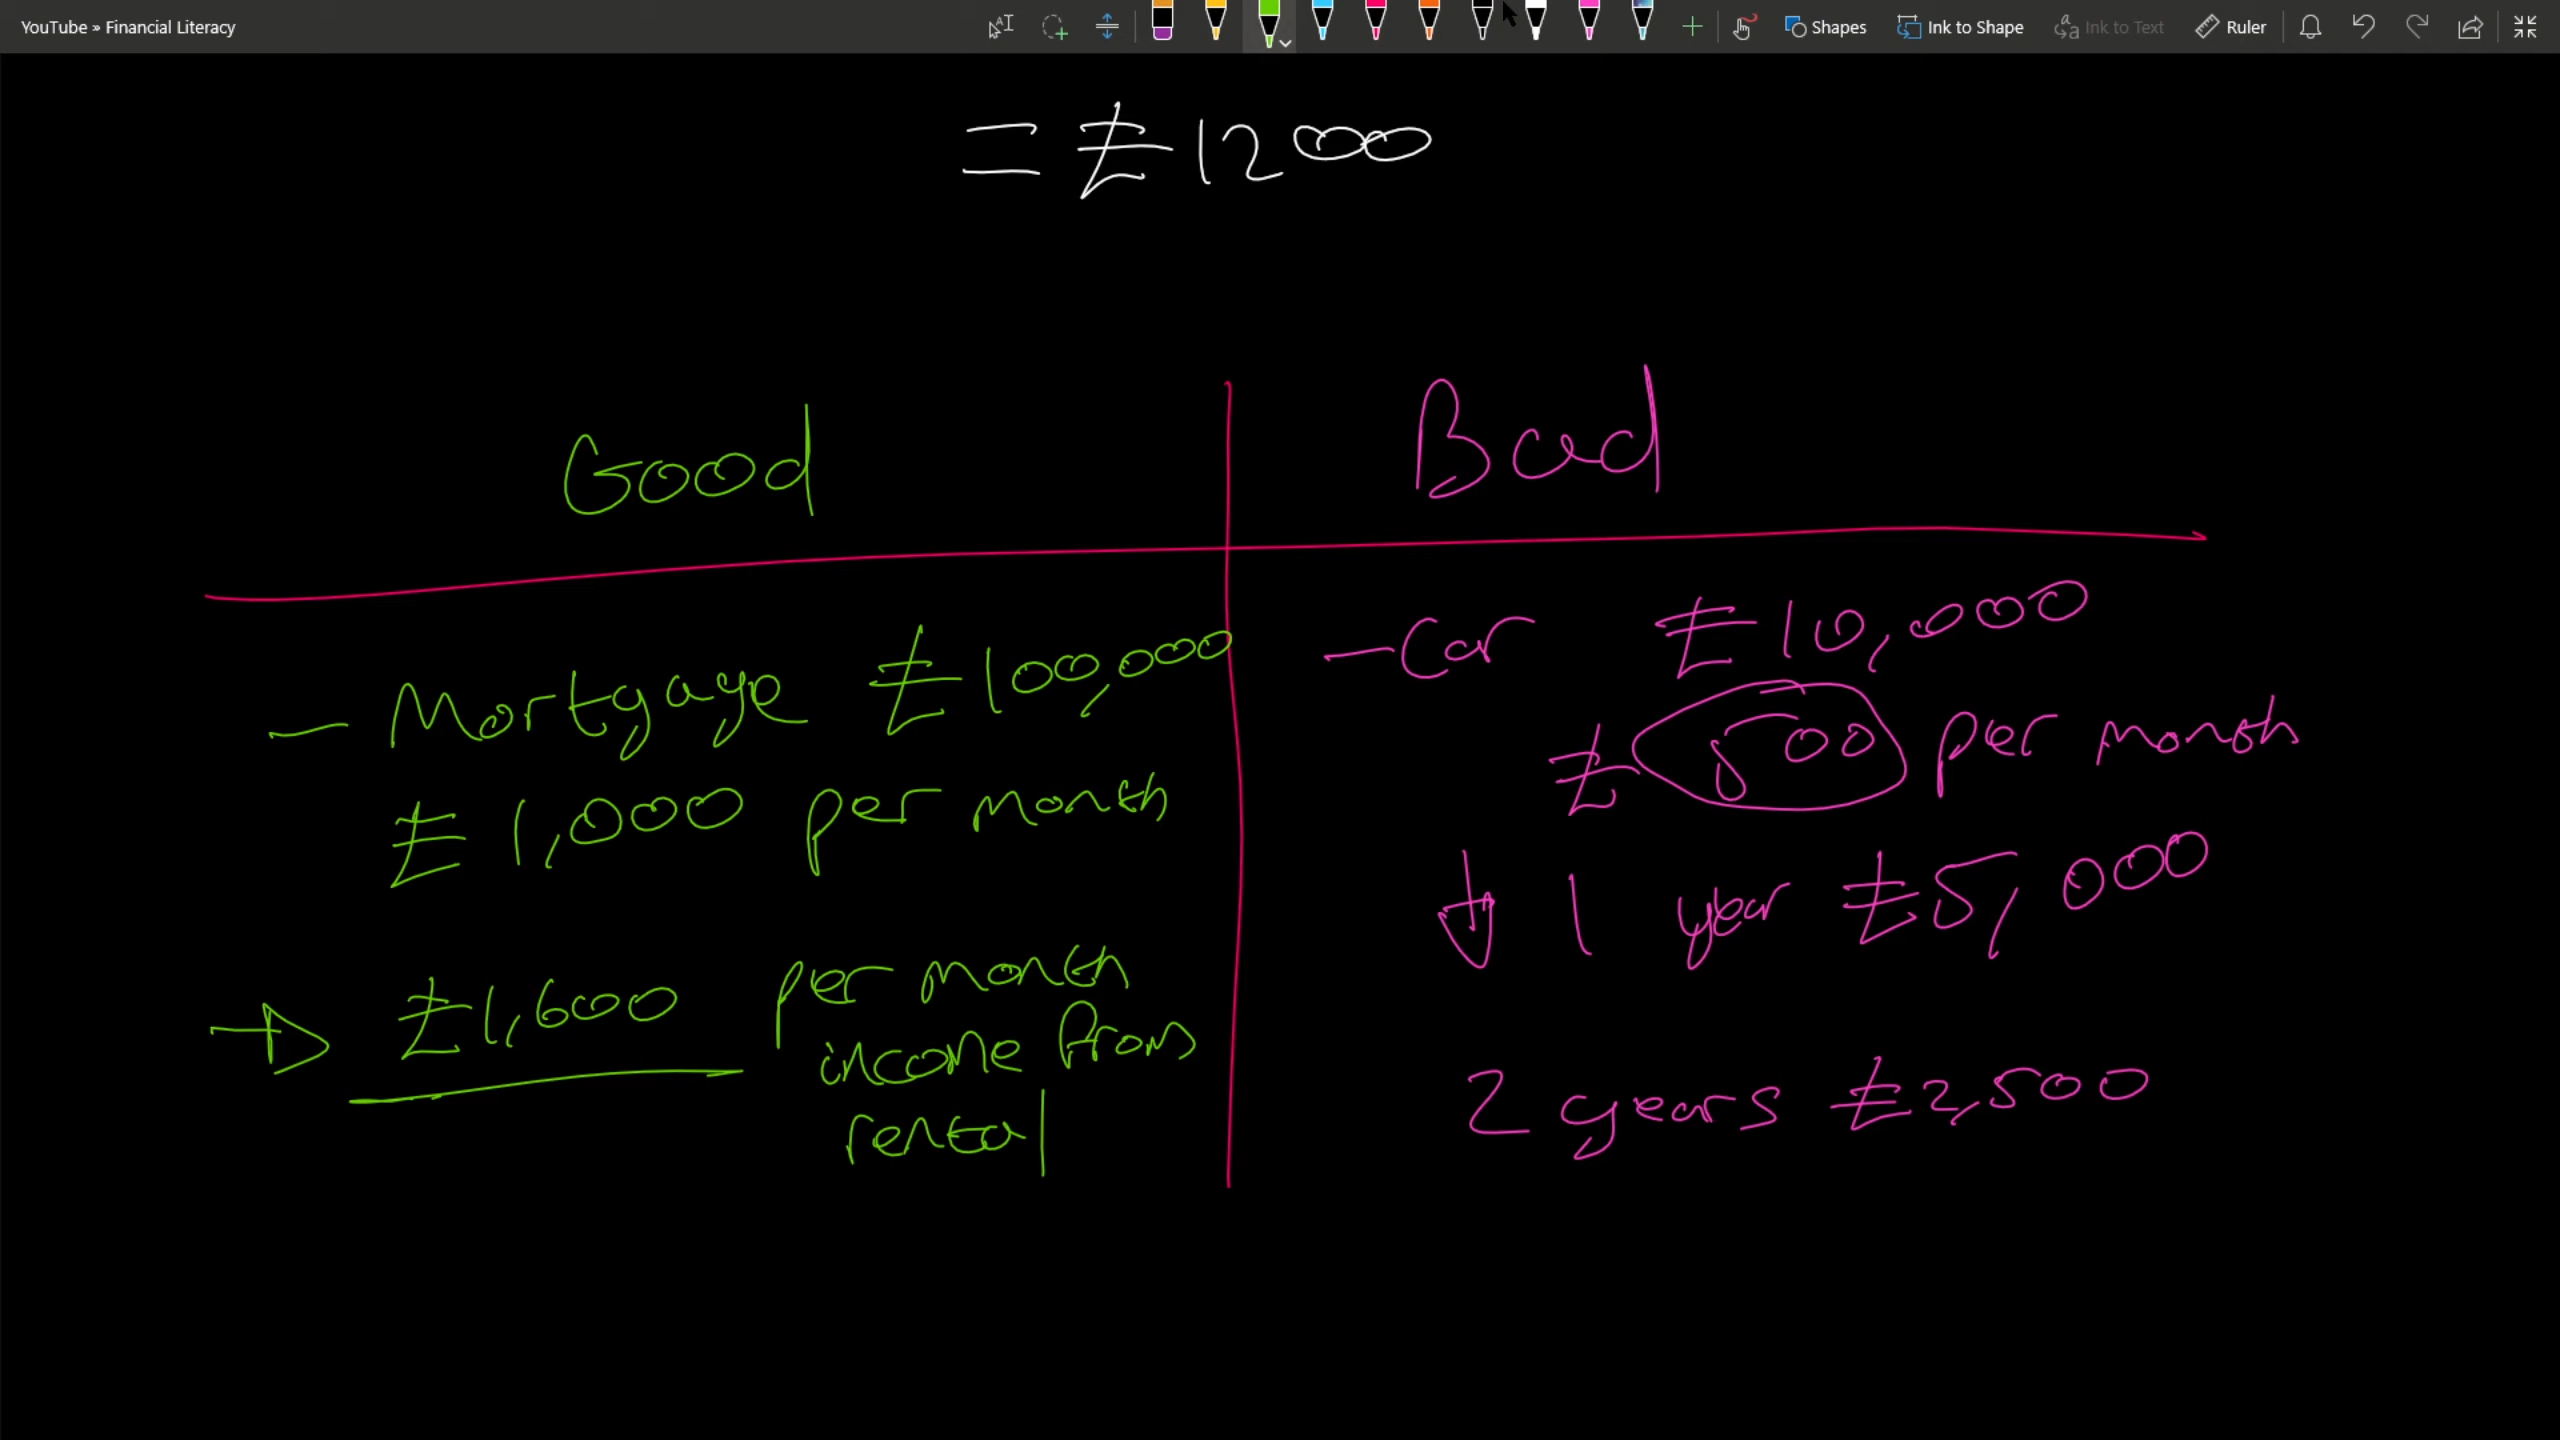 YouTube » Financial Literacy
Shapes
Ink to Shape
Ink to Text
Ruler
= £1200
Good
Bad
- Mortgage £100,000
£1,000 per month
£1,600 per month
income from
rental
- Car £10,000
£500 per month
1 year £5,000
2 years £2,500